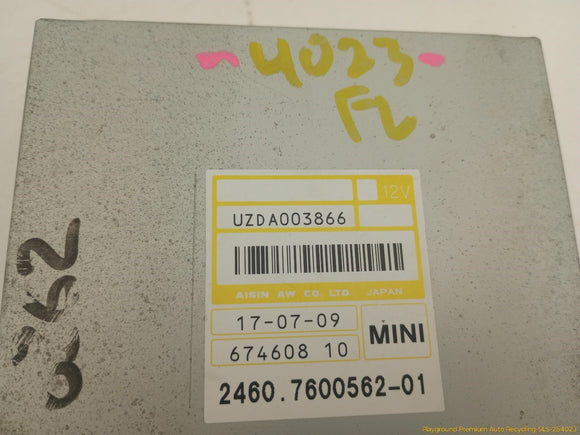 4023
FZ
12V
UZDA003866
AISIN AW CO. LTD. JAPAN
17-07-09
MINI
674608 10
2460.7600562-01
Playground Premium Auto Recycling-SLS-254023